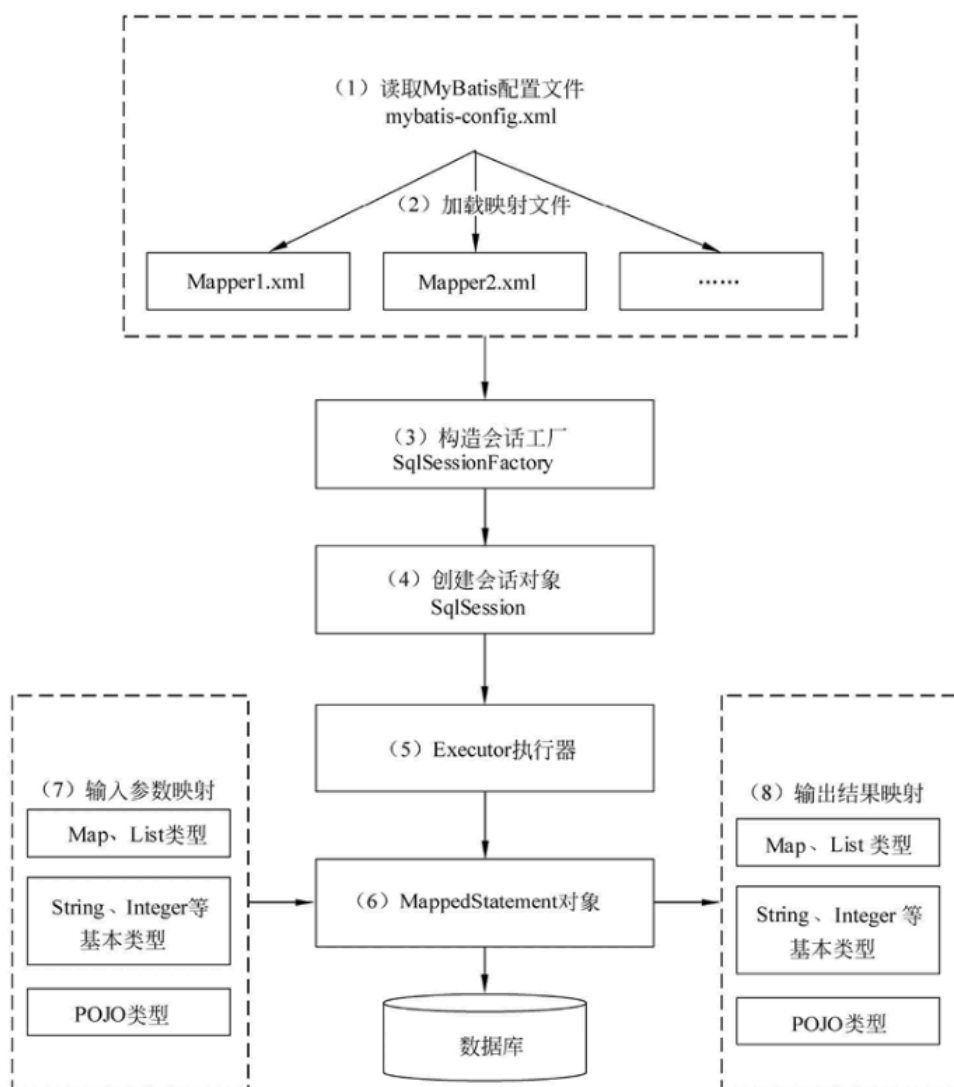 （1）读取MyBatis配置文件
mybatis-config.xml
（2）加载映射文件
Mapper1.xml
Mapper2.xml
……
（3）构造会话工厂
SqlSessionFactory
（4）创建会话对象
SqlSession
（5）Executor执行器
（7）输入参数映射
Map、List类型
String、Integer等
基本类型
POJO类型
（6）MappedStatement对象
（8）输出结果映射
Map、List 类型
String、Integer 等
基本类型
POJO类型
数据库